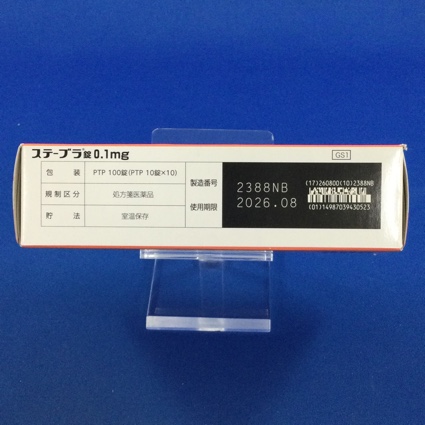 ステーブラ錠0.1mg
GS1
包装 PTP 100錠(PTP 10錠×10)
規制区分 処方箋医薬品
貯法 室温保存
製造番号 2388NB
使用期限 2026.08
(17)260800(10)2388NB
(01)14987039430523